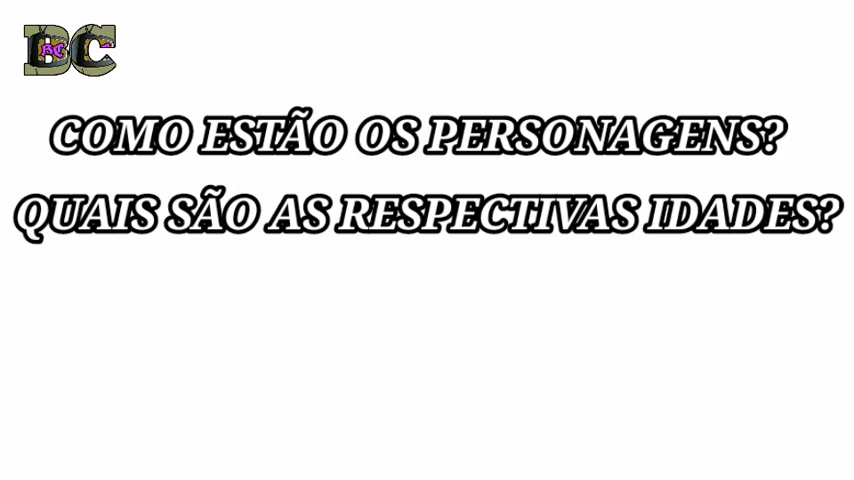 BC
COMO ESTÃO OS PERSONAGENS?
QUAIS SÃO AS RESPECTIVAS IDADES?